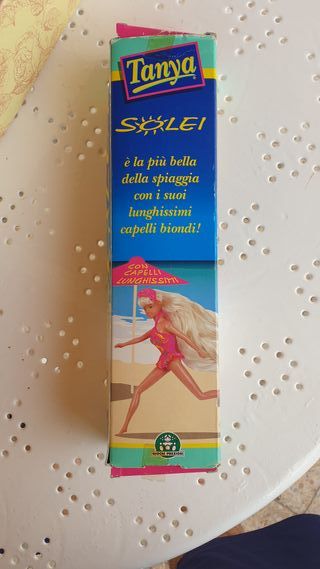 Tanya
SOLEI
è la più bella
della spiaggia
con i suoi
lunghissimi
capelli biondi!
CON
CAPELLI
LUNGHISSIMI
GIOCHI PREZIOSI